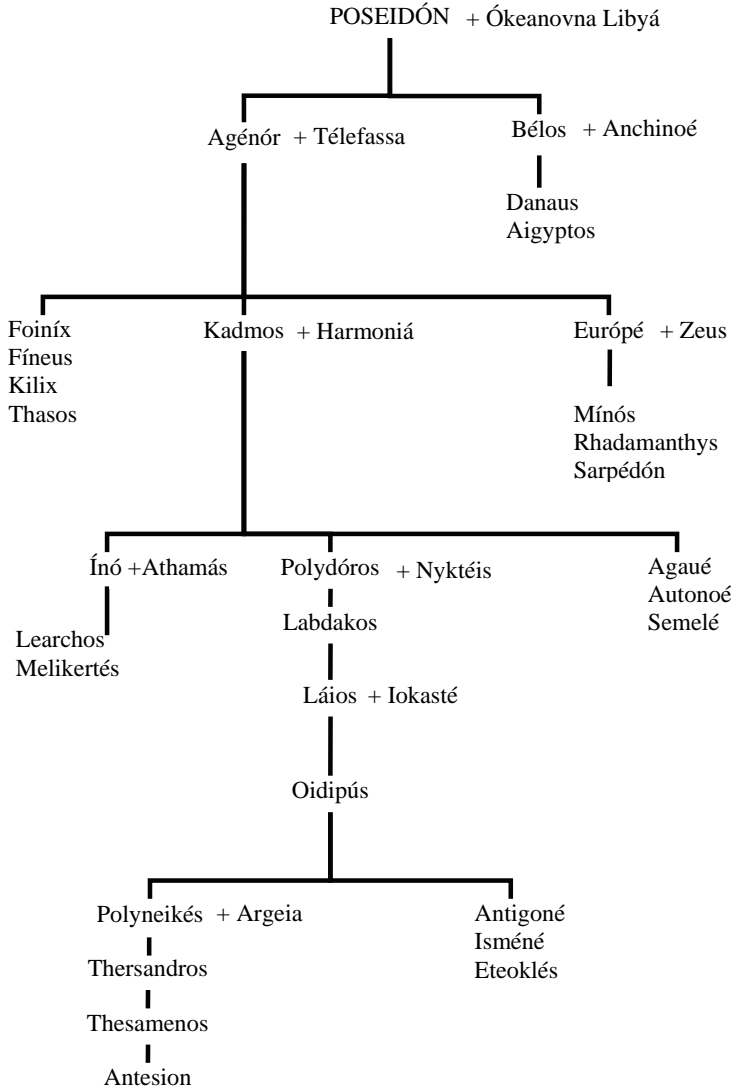 POSEIDÓN + Ókeanovna Libyá
Agénór + Télefassa
Bélos + Anchinoé
Danaus
Aigyptos
Foiníx
Fíneus
Kilix
Thasos
Kadmos + Harmoniá
Európé + Zeus
Mínós
Rhadamanthys
Sarpédón
Ínó +Athamás
Learchos
Melikertés
Polydóros + Nyktéis
Labdakos
Láios + Iokasté
Oidipús
Agaué
Autonoé
Semelé
Polyneikés + Argeia
Thersandros
Thesamenos
Antesion
Antigoné
Isméné
Eteoklés